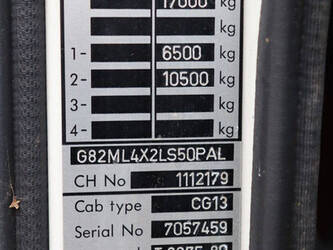 17000 kg
kg
1- 6500 kg
2- 10500 kg
3- kg
4- kg
G82ML4X2LS50PAL
CH No 1112179
Cab type CG13
Serial No 7057459